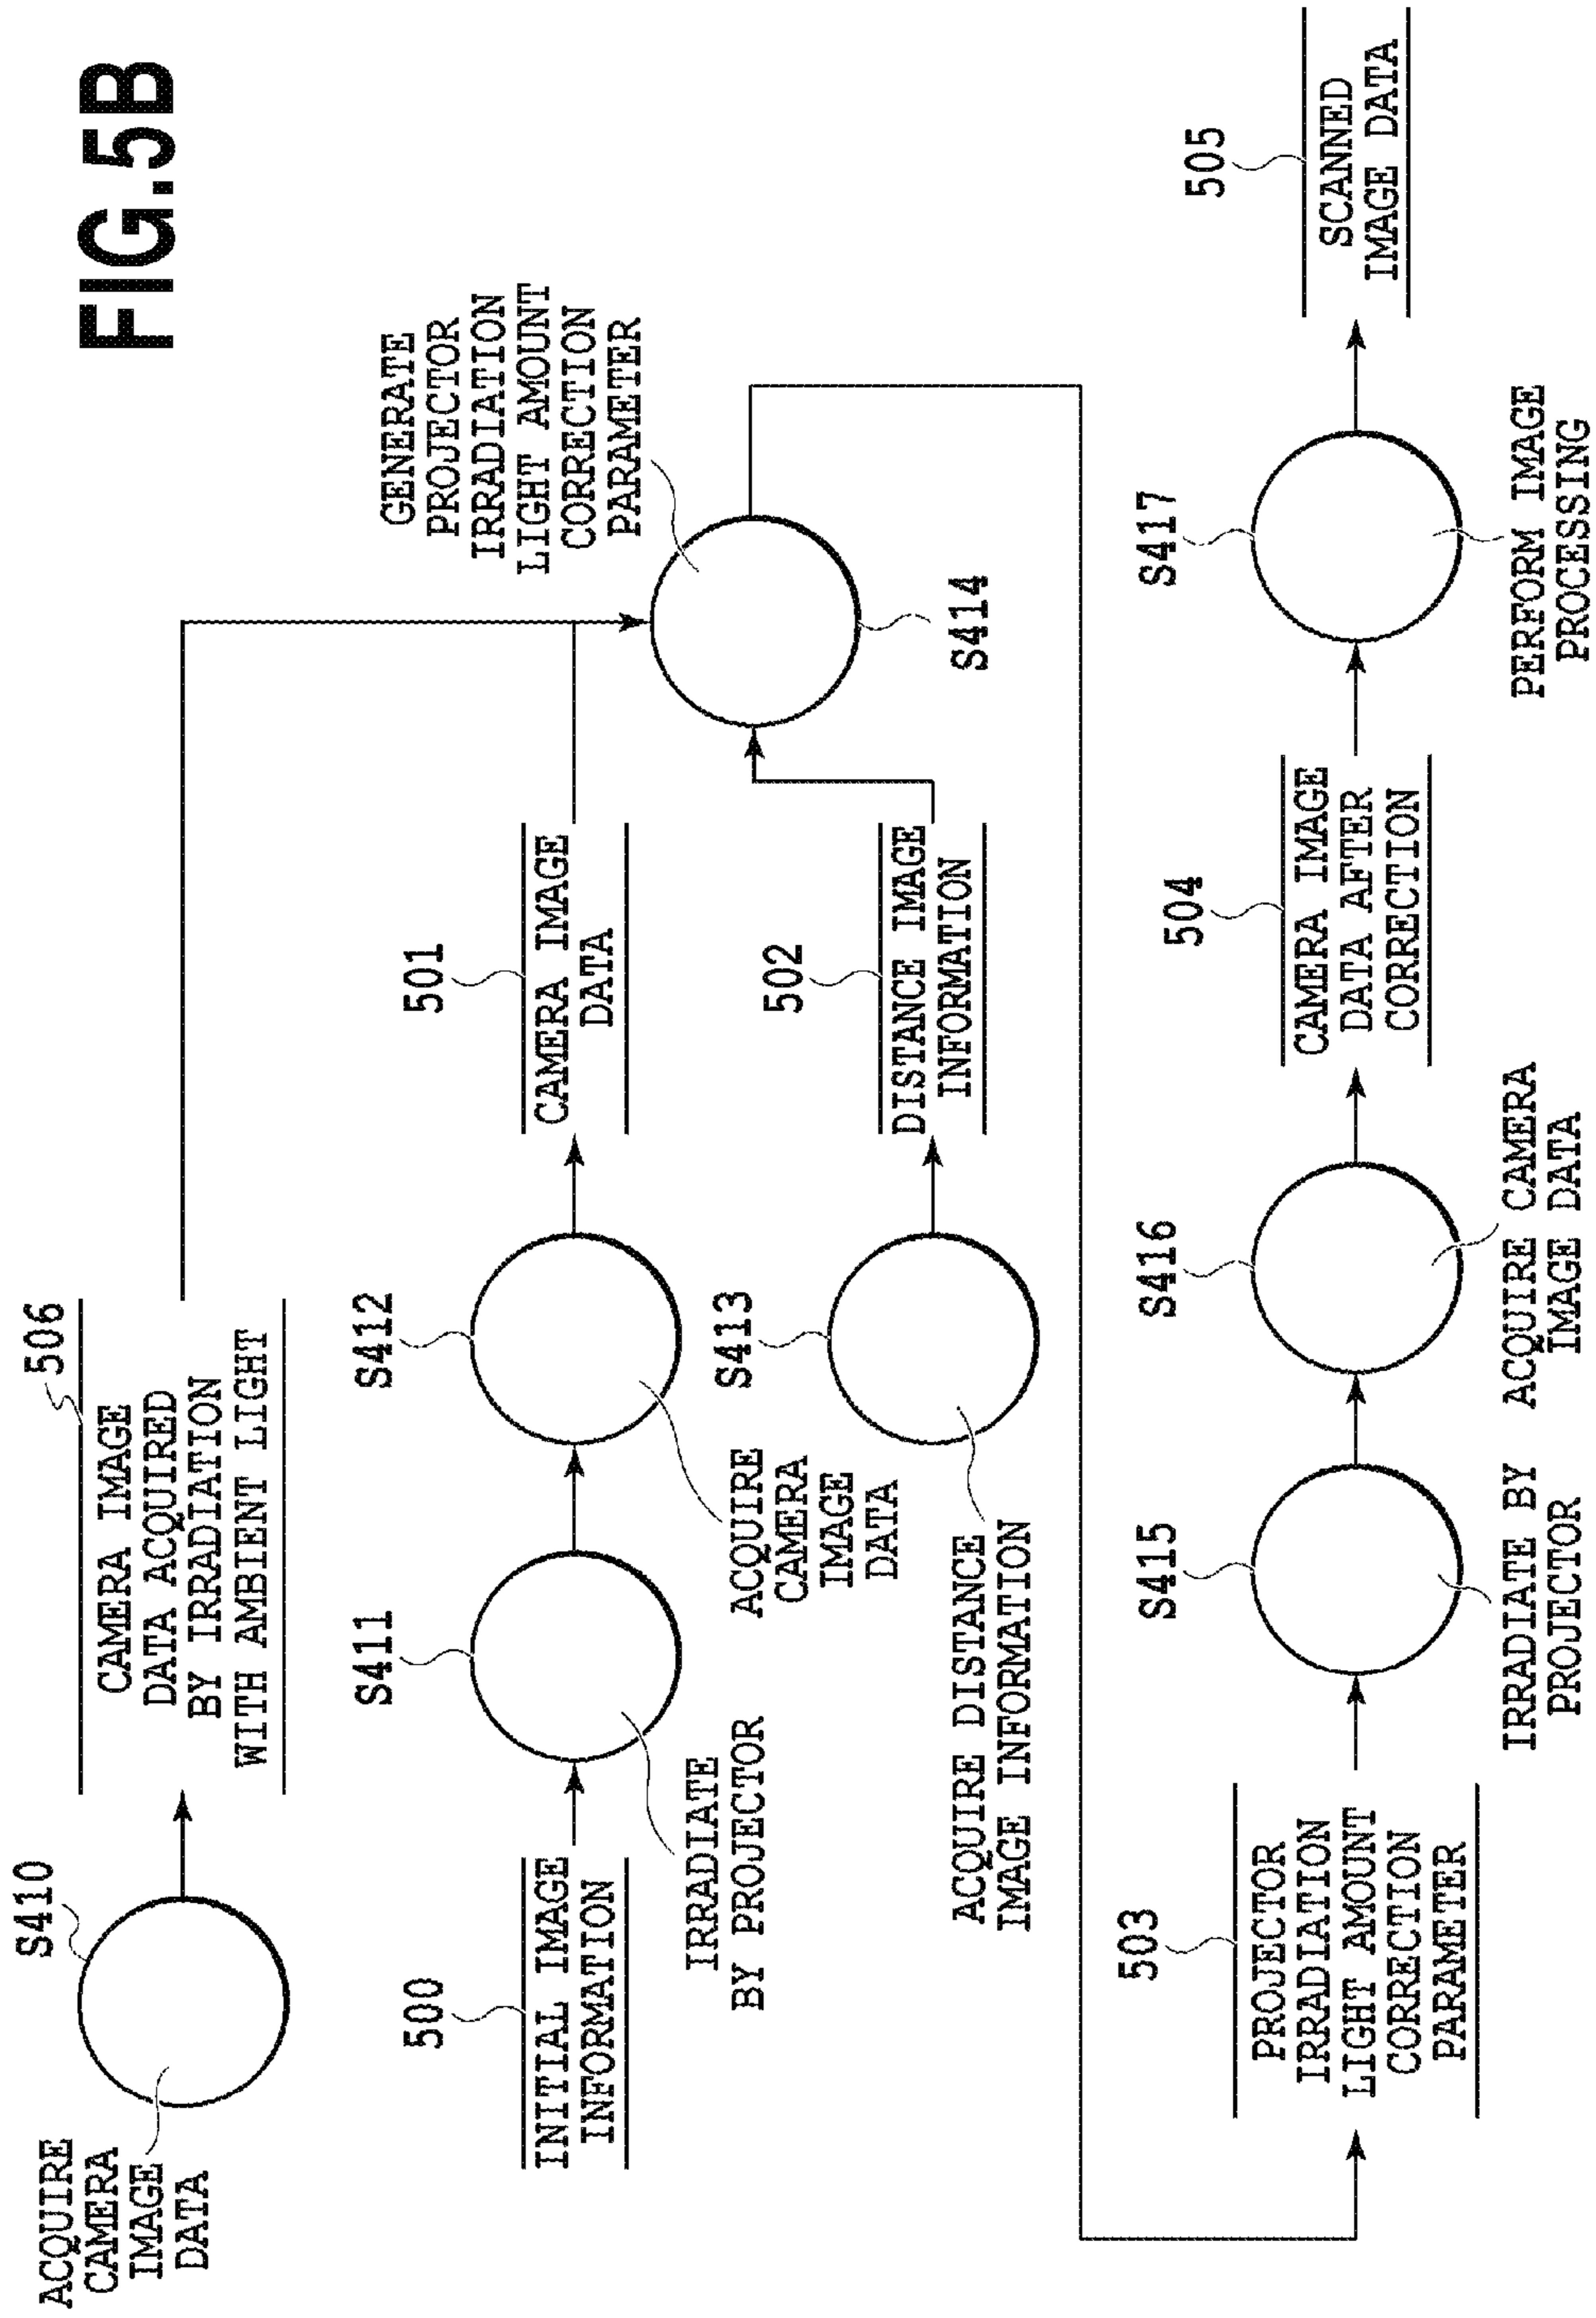 FIG.5B
S410
ACQUIRE
CAMERA
IMAGE
DATA
506
CAMERA IMAGE
DATA ACQUIRED
BY IRRADIATION
WITH AMBIENT LIGHT
500
INITIAL IMAGE
INFORMATION
S411
IRRADIATE
BY PROJECTOR
S412
ACQUIRE
CAMERA
IMAGE
DATA
501
CAMERA IMAGE
DATA
S413
ACQUIRE DISTANCE
IMAGE INFORMATION
502
DISTANCE IMAGE
INFORMATION
GENERATE
PROJECTOR
IRRADIATION
LIGHT AMOUNT
CORRECTION
PARAMETER
S414
503
PROJECTOR
IRRADIATION
LIGHT AMOUNT
CORRECTION
PARAMETER
S415
IRRADIATE BY
PROJECTOR
S416
ACQUIRE CAMERA
IMAGE DATA
504
CAMERA IMAGE
DATA AFTER
CORRECTION
S417
PERFORM IMAGE
PROCESSING
505
SCANNED
IMAGE DATA